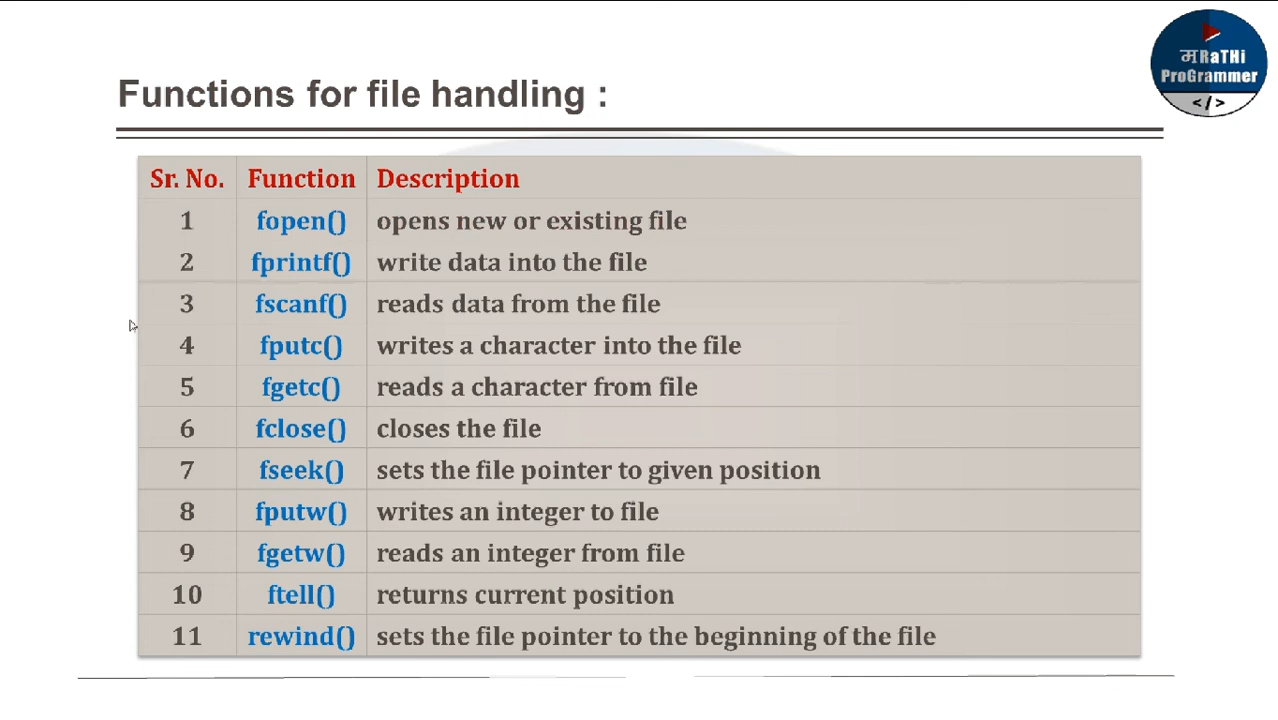 मRaTHi
ProGrammer
</>
Functions for file handling :
Sr. No. Function Description
1 fopen() opens new or existing file
2 fprintf() write data into the file
3 fscanf() reads data from the file
4 fputc() writes a character into the file
5 fgetc() reads a character from file
6 fclose() closes the file
7 fseek() sets the file pointer to given position
8 fputw() writes an integer to file
9 fgetw() reads an integer from file
10 ftell() returns current position
11 rewind() sets the file pointer to the beginning of the file